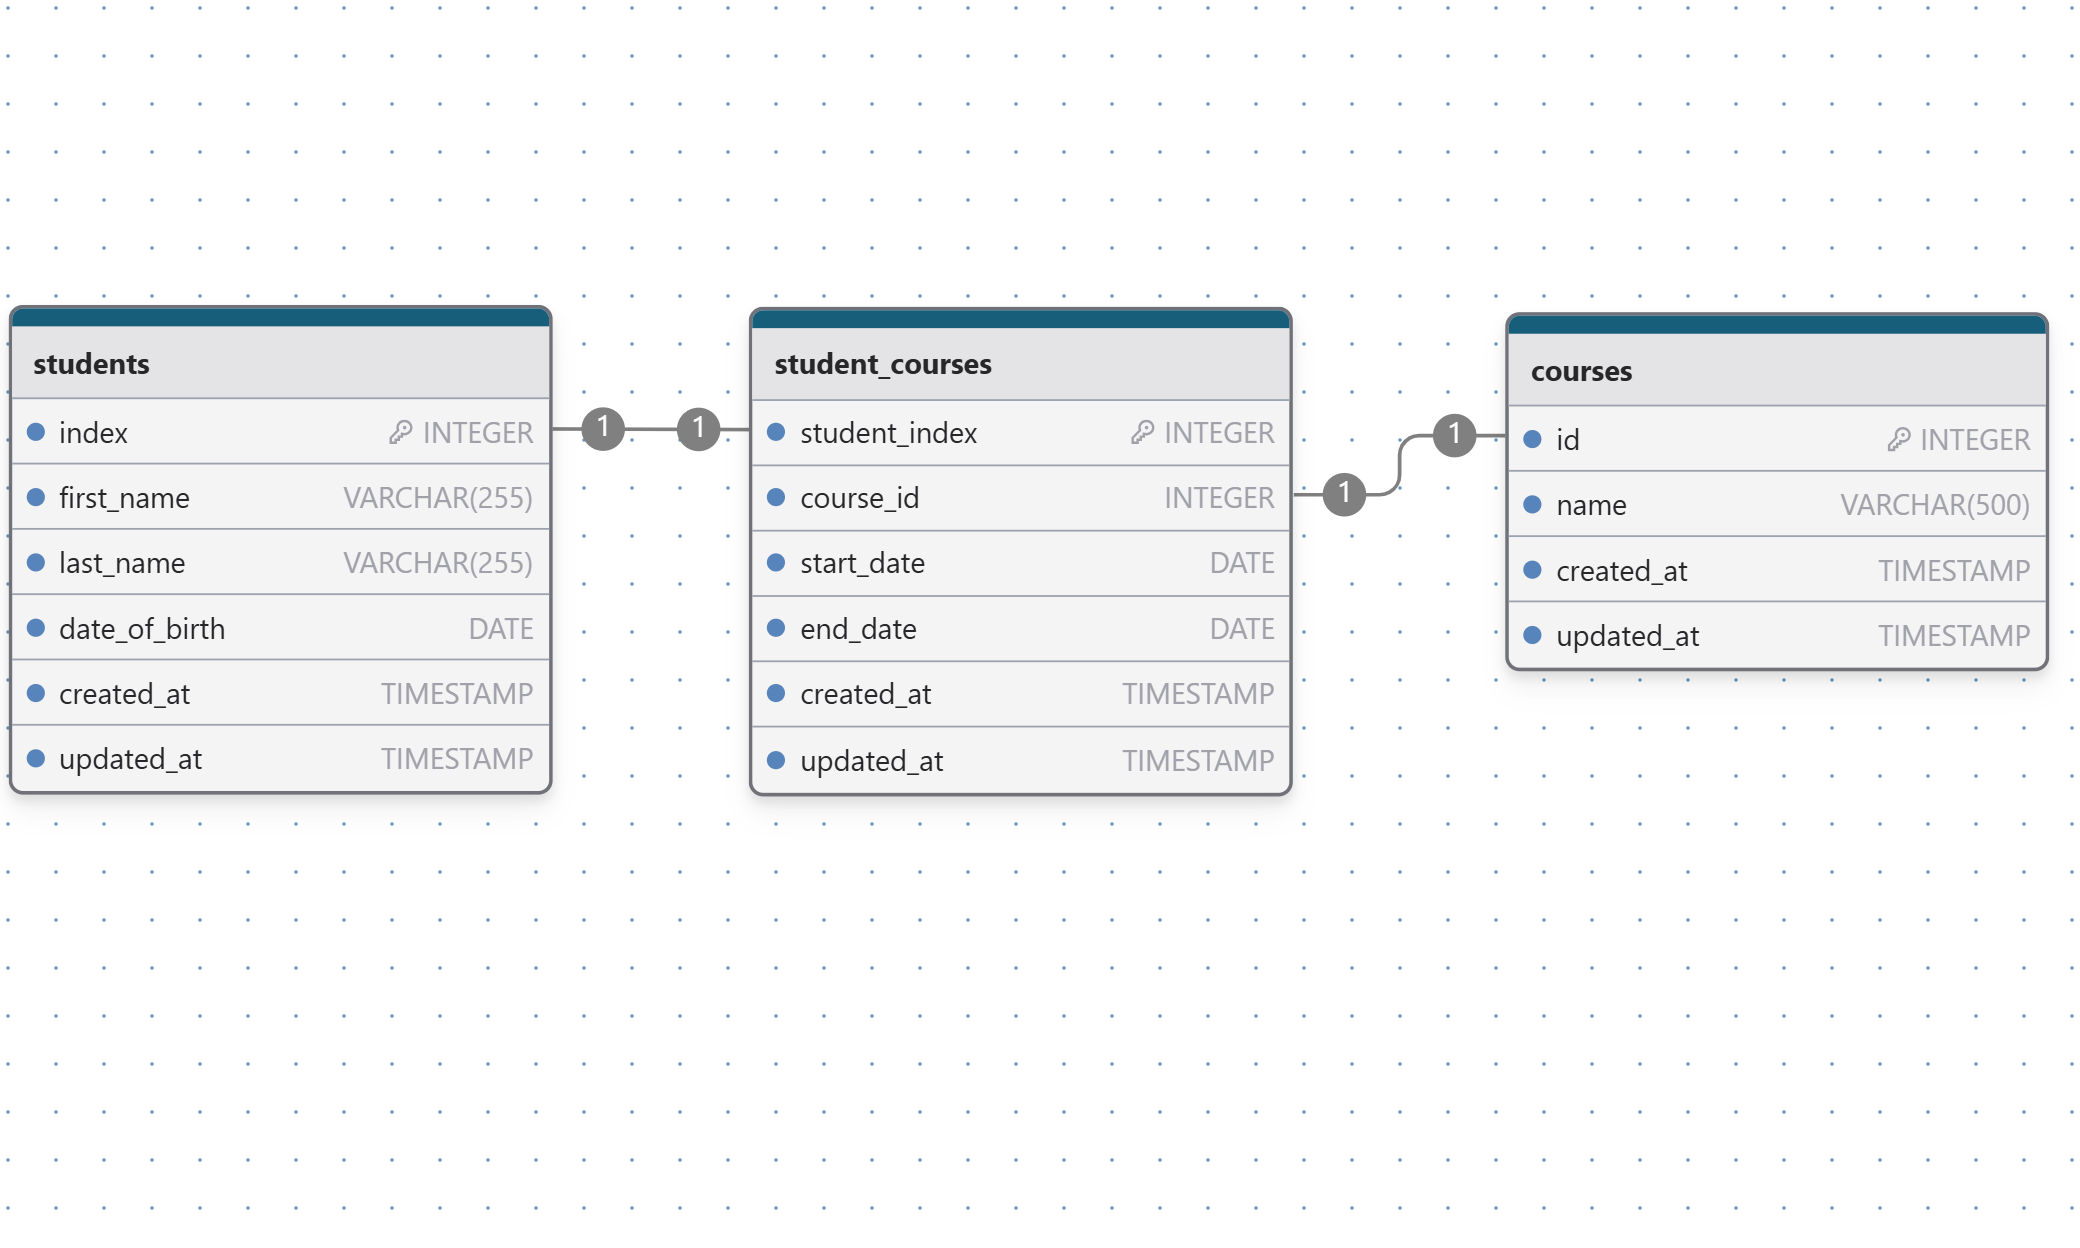 students
index INTEGER
first_name VARCHAR(255)
last_name VARCHAR(255)
date_of_birth DATE
created_at TIMESTAMP
updated_at TIMESTAMP
1 1
student_courses
student_index INTEGER
course_id INTEGER
start_date DATE
end_date DATE
created_at TIMESTAMP
updated_at TIMESTAMP
1 1
courses
id INTEGER
name VARCHAR(500)
created_at TIMESTAMP
updated_at TIMESTAMP